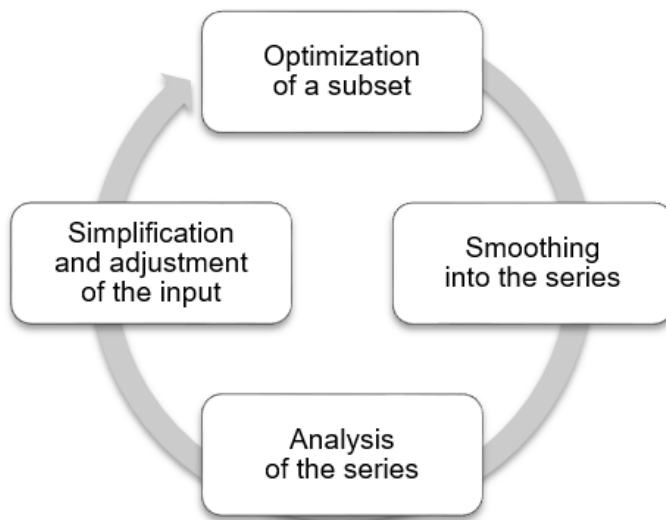 Optimization
of a subset
Smoothing
into the series
Analysis
of the series
Simplification
and adjustment
of the input